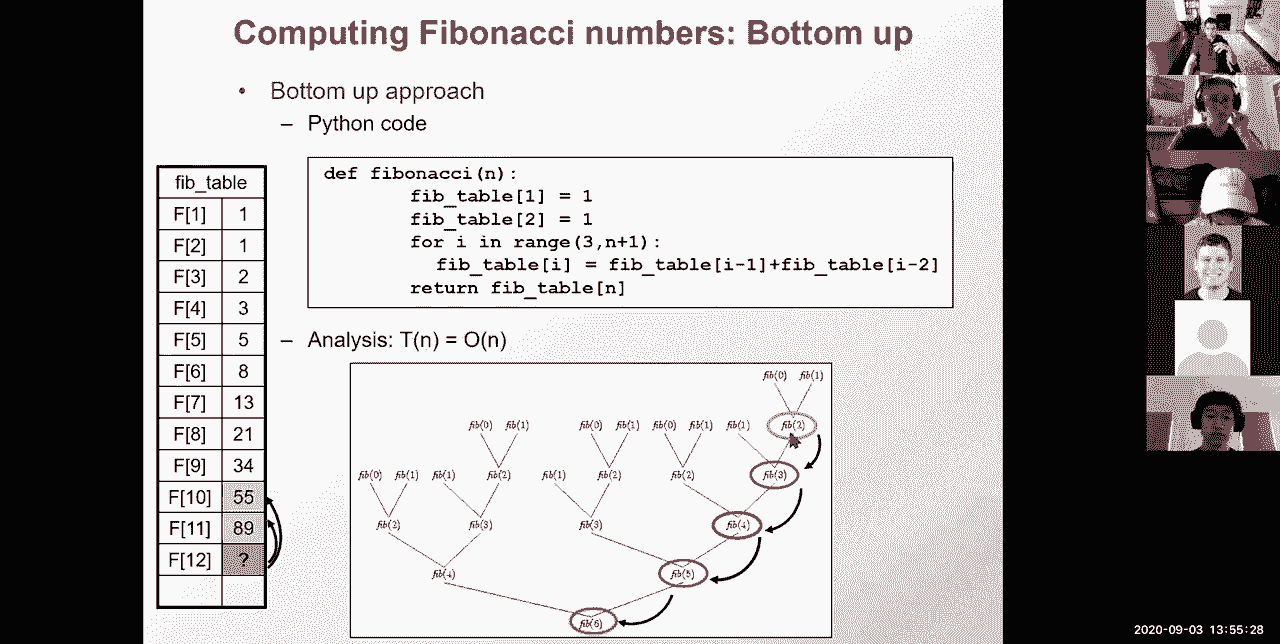 Computing Fibonacci numbers: Bottom up
• Bottom up approach
– Python code
fib_table
F[1] 1
F[2] 1
F[3] 2
F[4] 3
F[5] 5
F[6] 8
F[7] 13
F[8] 21
F[9] 34
F[10] 55
F[11] 89
F[12] ?
def fibonacci(n):
fib_table[1] = 1
fib_table[2] = 1
for i in range(3,n+1):
fib_table[i] = fib_table[i-1]+fib_table[i-2]
return fib_table[n]
– Analysis: T(n) = O(n)
fib(0) fib(1)
fib(0) fib(1) fib(0) fib(1) fib(0) fib(1) fib(1) fib(2)
fib(0) fib(1) fib(1) fib(2) fib(1) fib(2) fib(2) fib(3)
fib(2) fib(3) fib(3) fib(4)
fib(4) fib(5)
fib(6)
2020-09-03 13:55:28